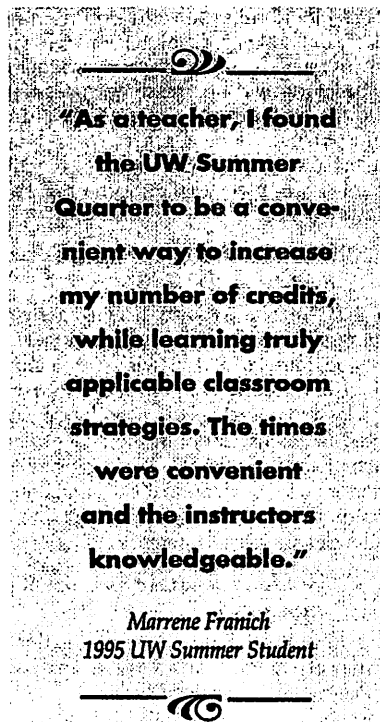 "As a teacher, I found
the UW Summer
Quarter to be a conve-
nient way to increase
my number of credits,
while learning truly
applicable classroom
strategies. The times
were convenient
and the instructors
knowledgeable."
Marrene Franich
1995 UW Summer Student